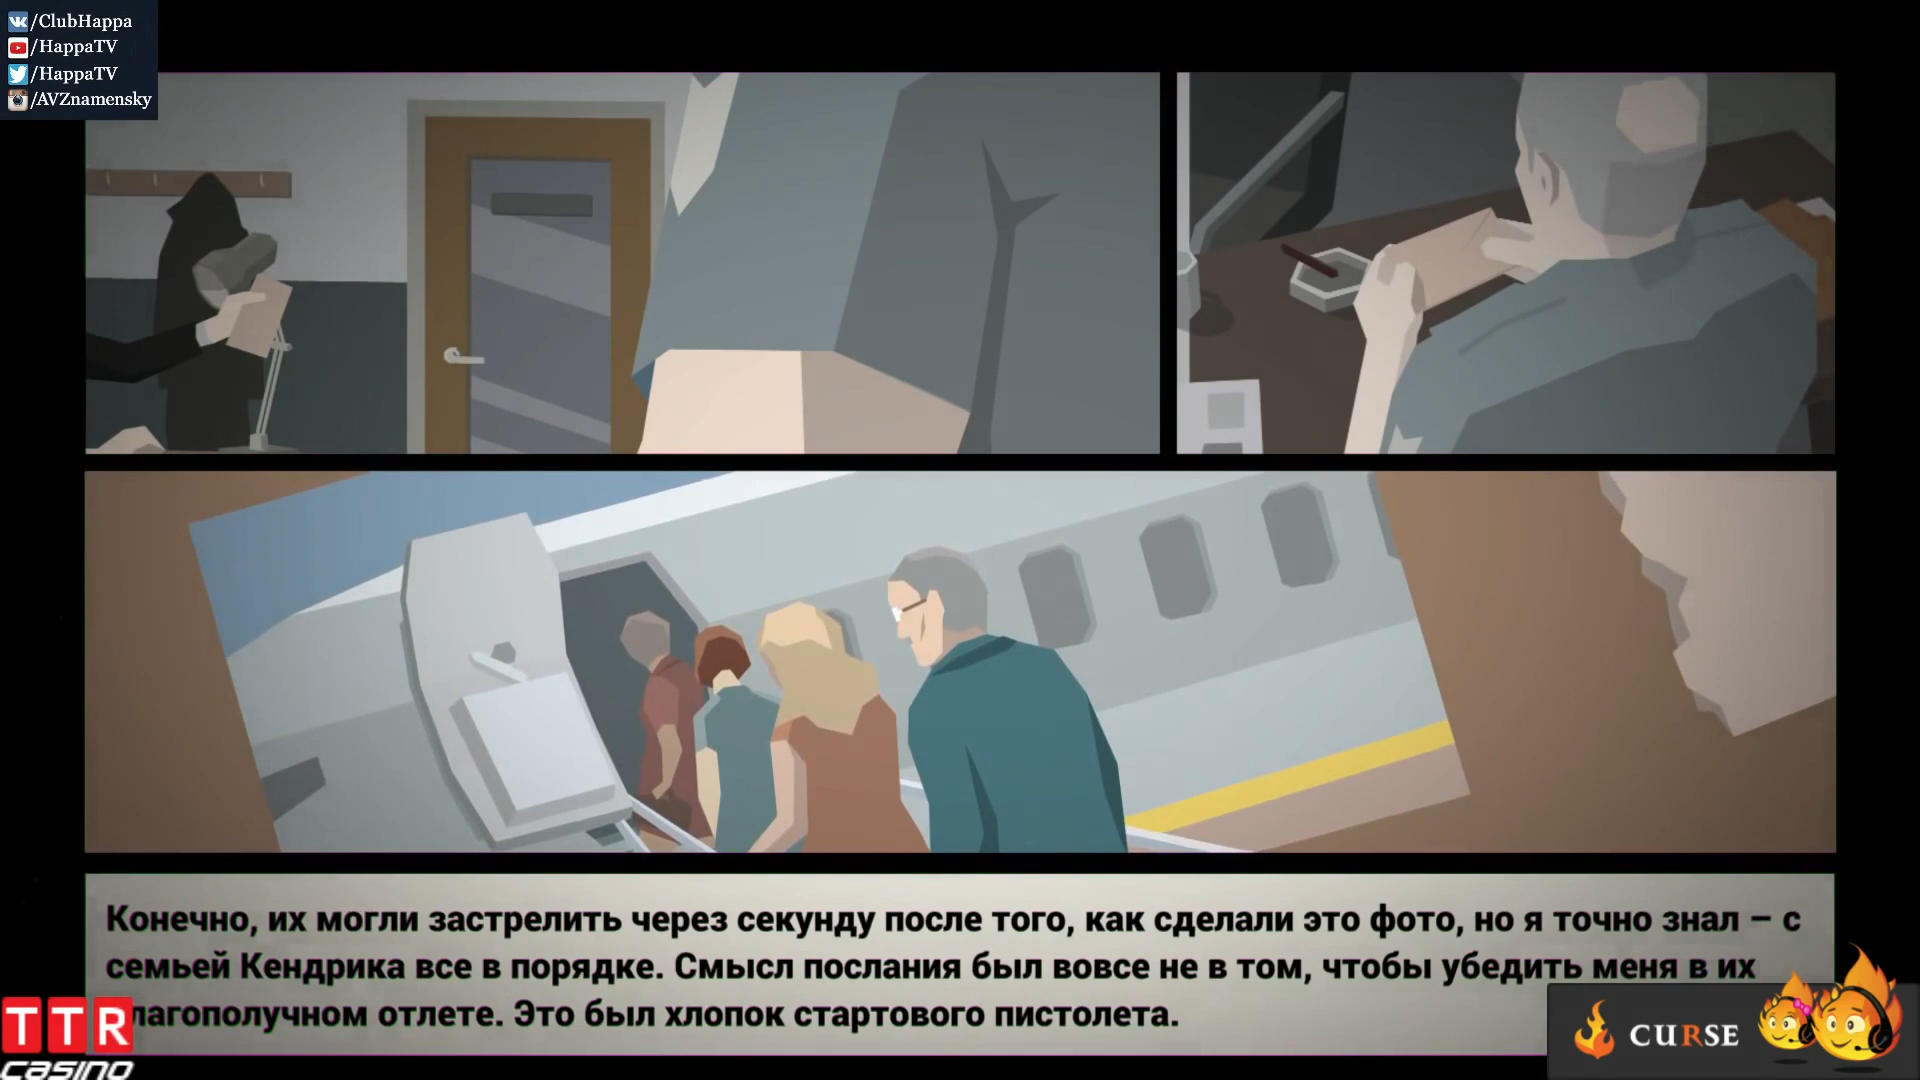 /ClubHappa
/HappaTV
/HappaTV
/AVZnamensky
Конечно, их могли застрелить через секунду после того, как сделали это фото, но я точно знал – с
семьей Кендрика все в порядке. Смысл послания был вовсе не в том, чтобы убедить меня в их
лагополучном отлете. Это был хлопок стартового пистолета.
TTR
casino
CURSE